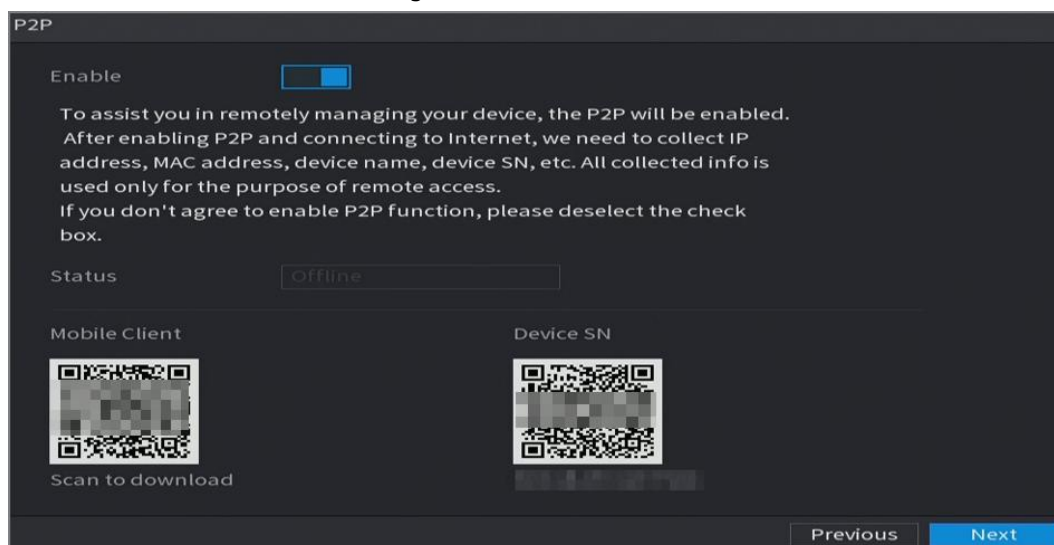 P2P
Enable
To assist you in remotely managing your device, the P2P will be enabled.
After enabling P2P and connecting to Internet, we need to collect IP
address, MAC address, device name, device SN, etc. All collected info is
used only for the purpose of remote access.
If you don't agree to enable P2P function, please deselect the check
box.
Status Offline
Mobile Client Device SN
Scan to download
Previous Next